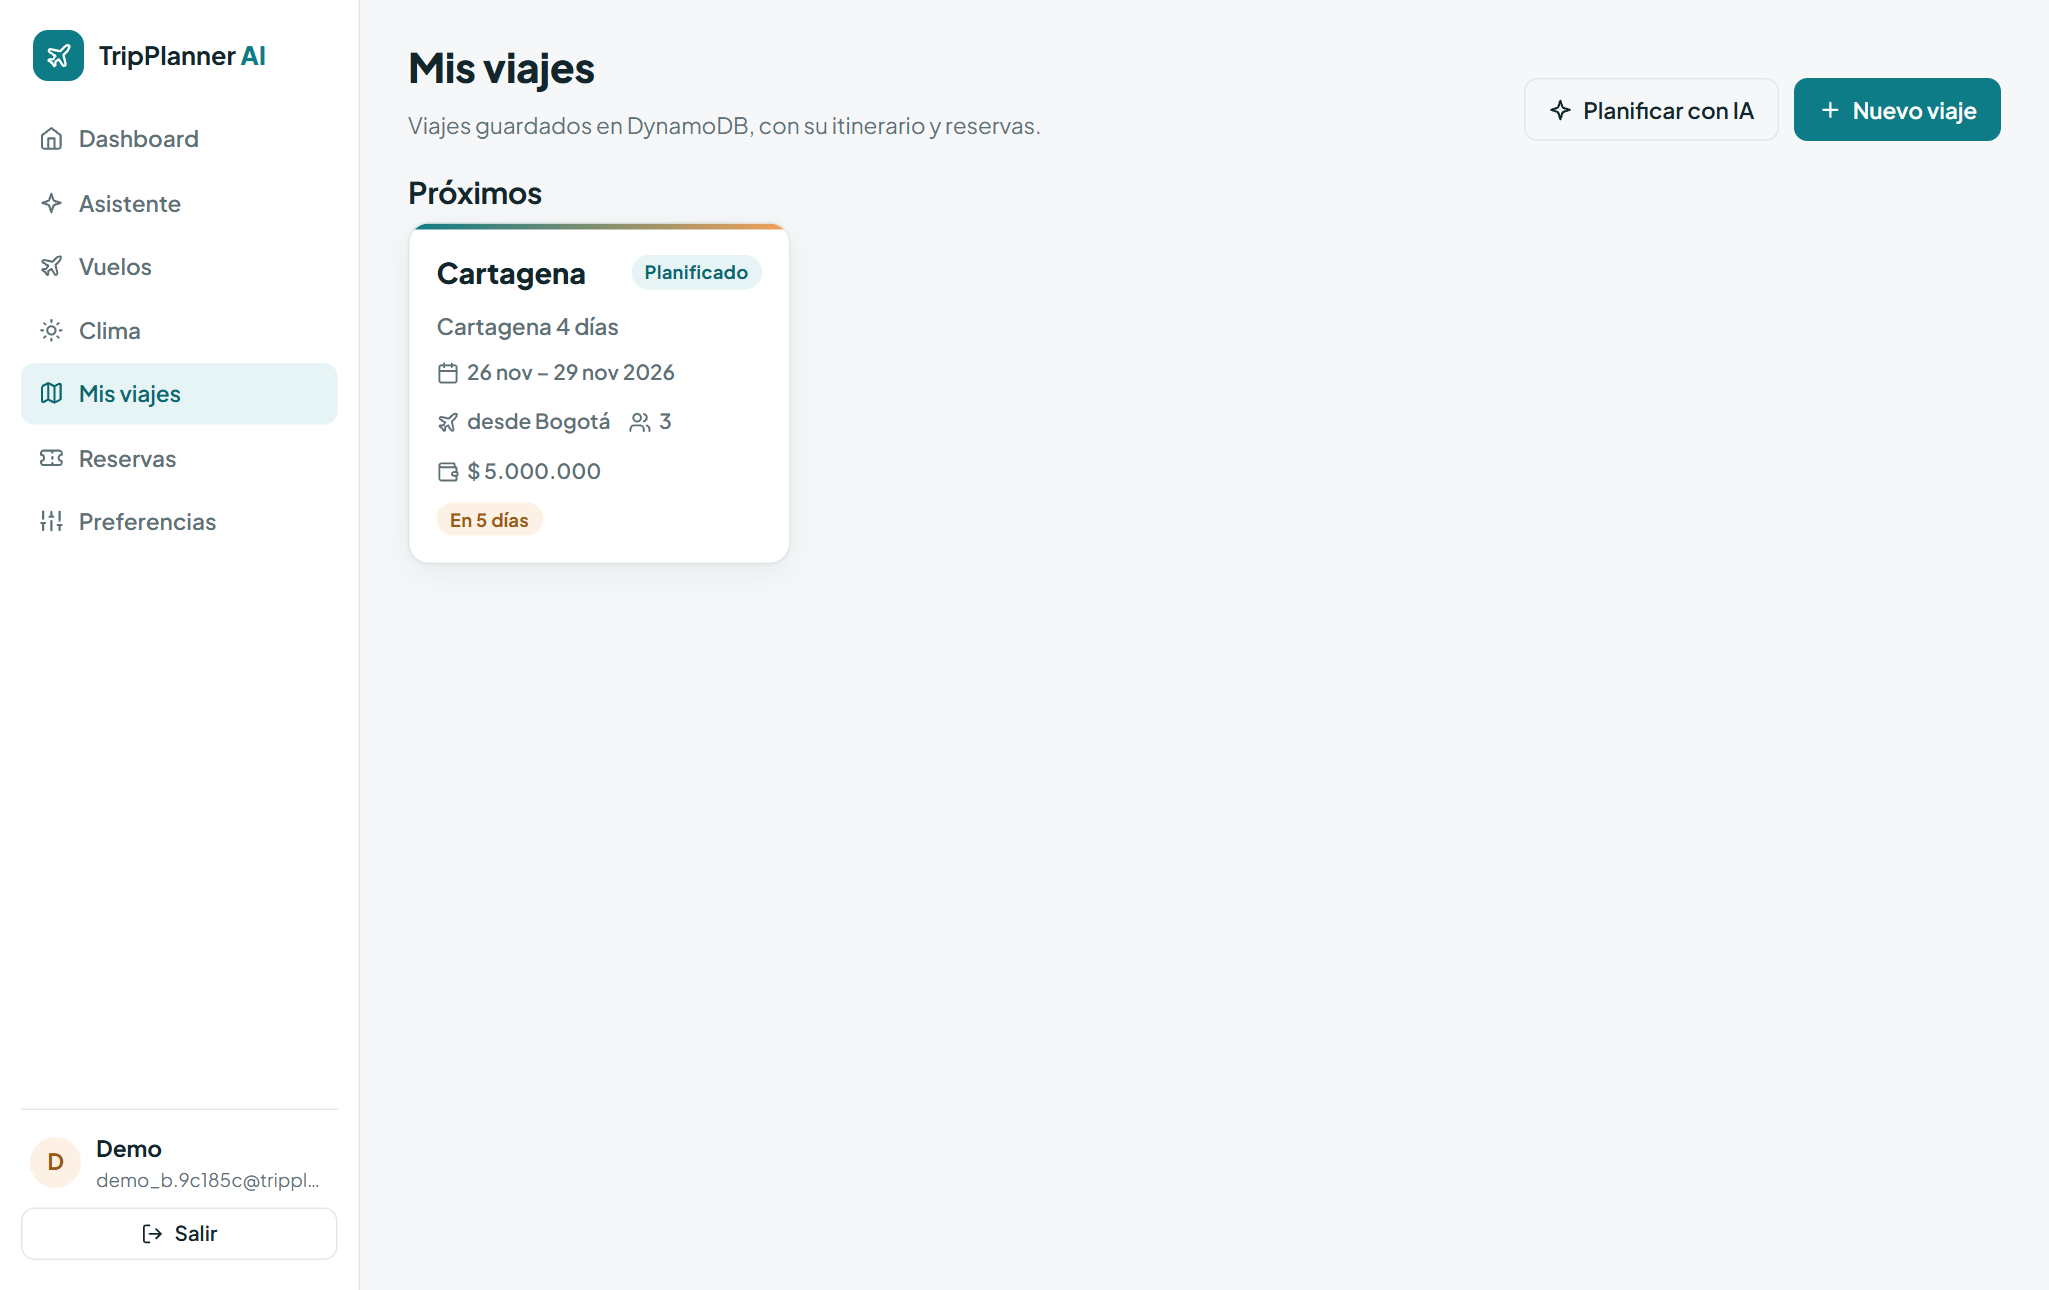 TripPlanner AI
Dashboard
Asistente
Vuelos
Clima
Mis viajes
Reservas
Preferencias
Demo
demo_b.9c185c@trippl...
Salir
Mis viajes
Viajes guardados en DynamoDB, con su itinerario y reservas.
Planificar con IA
+ Nuevo viaje
Próximos
Cartagena
Planificado
Cartagena 4 días
26 nov – 29 nov 2026
desde Bogotá 3
$ 5.000.000
En 5 días
D